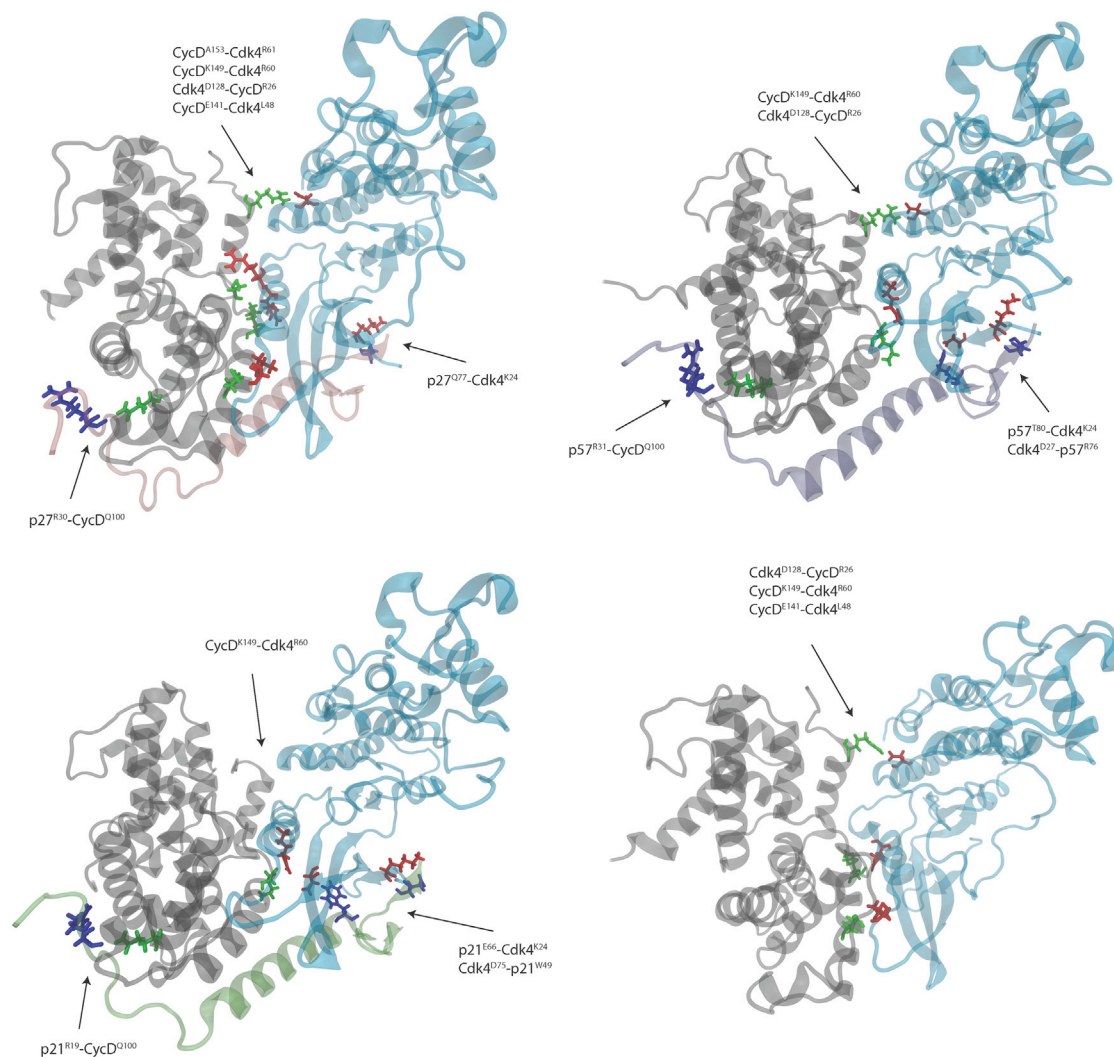 CycD^A153-Cdk4^R61
CycD^K149-Cdk4^R60
Cdk4^D128-CycD^R26
CycD^E141-Cdk4^L48
p27^Q77-Cdk4^K24
p27^R30-CycD^Q100
CycD^K149-Cdk4^R60
Cdk4^D128-CycD^R26
p57^R31-CycD^Q100
p57^T80-Cdk4^K24
Cdk4^D27-p57^R76
CycD^K149-Cdk4^R60
p21^E66-Cdk4^K24
Cdk4^D75-p21^W49
p21^R19-CycD^Q100
Cdk4^D128-CycD^R26
CycD^K149-Cdk4^R60
CycD^E141-Cdk4^L48